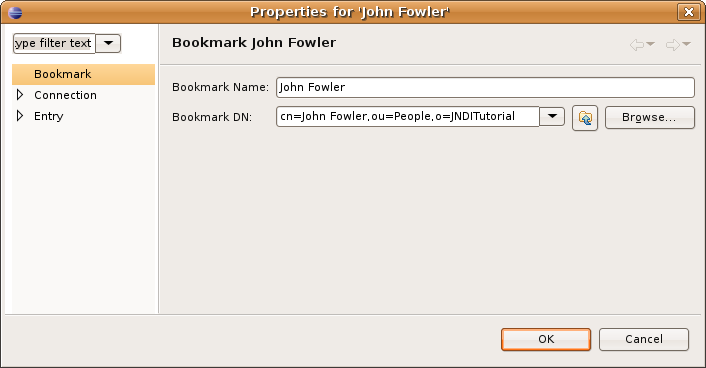 Properties for 'John Fowler'
ype filter text
Bookmark
Connection
Entry
Bookmark John Fowler
Bookmark Name: John Fowler
Bookmark DN: cn=John Fowler,ou=People,o=JNDITutorial Browse...
OK Cancel